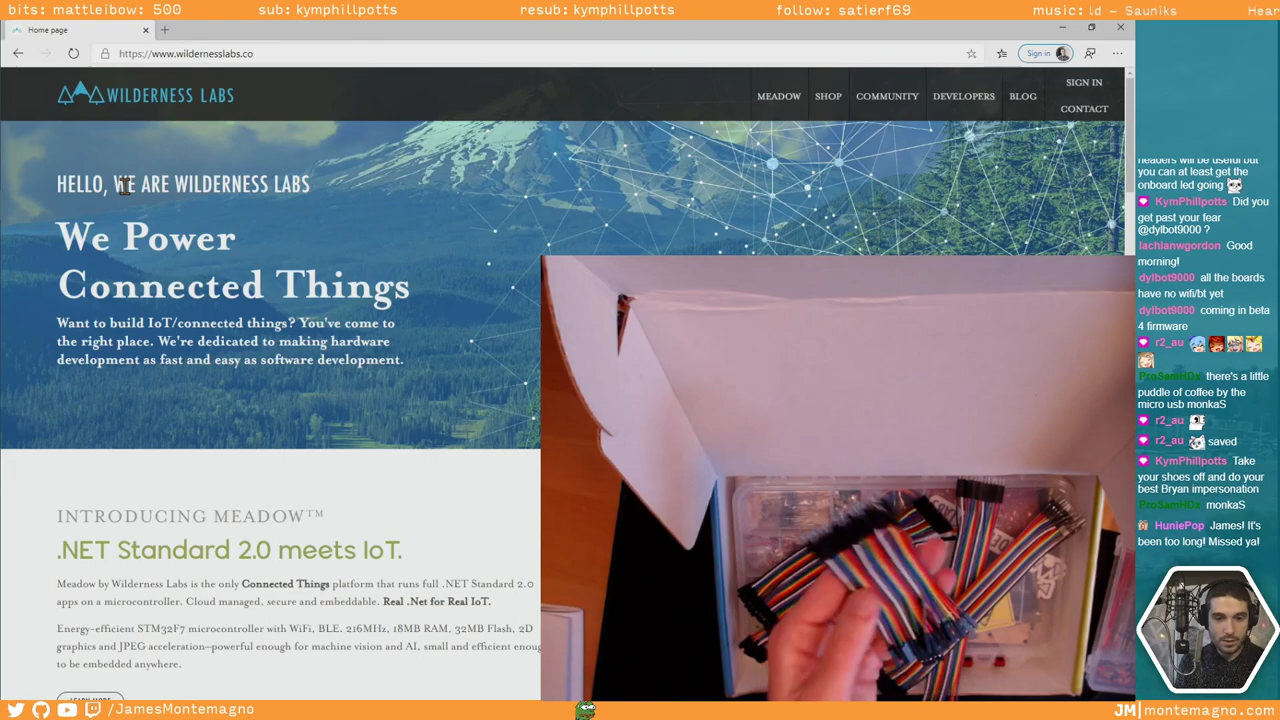 bits: mattleibow: 500
sub: kymphillpotts
resub: kymphillpotts
follow: satierf69
music: ld – Sauniks
Hear
Home page
https://www.wildernesslabs.co
Sign in
WILDERNESS LABS
MEADOW
SHOP
COMMUNITY
DEVELOPERS
BLOG
SIGN IN
CONTACT
HELLO, WE ARE WILDERNESS LABS
We Power
Connected Things
Want to build IoT/connected things? You've come to
the right place. We're dedicated to making hardware
development as fast and easy as software development.
INTRODUCING MEADOW™
.NET Standard 2.0 meets IoT.
Meadow by Wilderness Labs is the only Connected Things platform that runs full .NET Standard 2.0
apps on a microcontroller. Cloud managed, secure and embeddable. Real .Net for Real IoT.
Energy-efficient STM32F7 microcontroller with WiFi, BLE. 216MHz, 18MB RAM, 32MB Flash, 2D
graphics and JPEG acceleration—powerful enough for machine vision and AI, small and efficient enoug
to be embedded anywhere.
headers will be useful but
you can at least get the
onboard led going
KymPhillpotts Did you
get past your fear
@dylbot9000 ?
lachlanwgordon Good
morning!
dylbot9000 all the boards
have no wifi/bt yet
dylbot9000 coming in beta
4 firmware
r2_au
ProSamHDx there's a little
puddle of coffee by the
micro usb monkaS
r2_au
r2_au saved
KymPhillpotts Take
your shoes off and do your
best Bryan impersonation
ProSamHDx monkaS
HuniePop James! It's
been too long! Missed ya!
/JamesMontemagno
JM montemagno.com